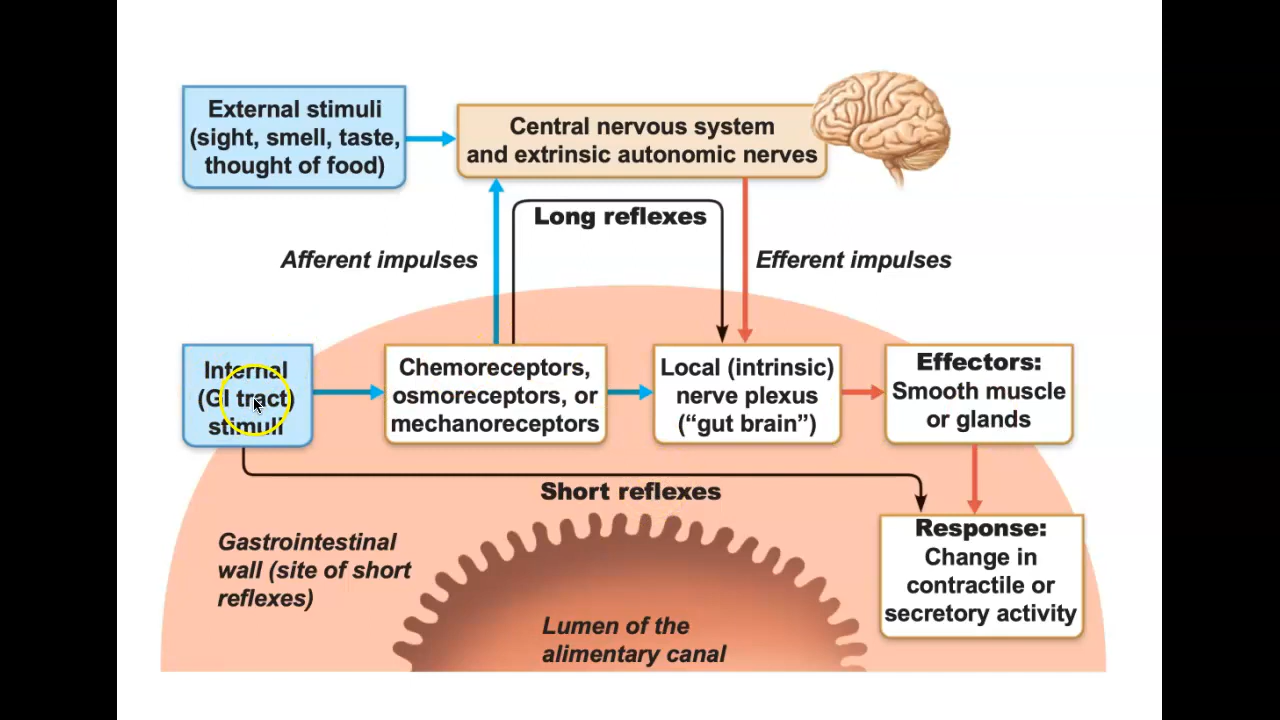 External stimuli
(sight, smell, taste,
thought of food)
Central nervous system
and extrinsic autonomic nerves
Long reflexes
Afferent impulses
Efferent impulses
Internal
(GI tract)
stimuli
Chemoreceptors,
osmoreceptors, or
mechanoreceptors
Local (intrinsic)
nerve plexus
(“gut brain”)
Effectors:
Smooth muscle
or glands
Short reflexes
Response:
Change in
contractile or
secretory activity
Gastrointestinal
wall (site of short
reflexes)
Lumen of the
alimentary canal